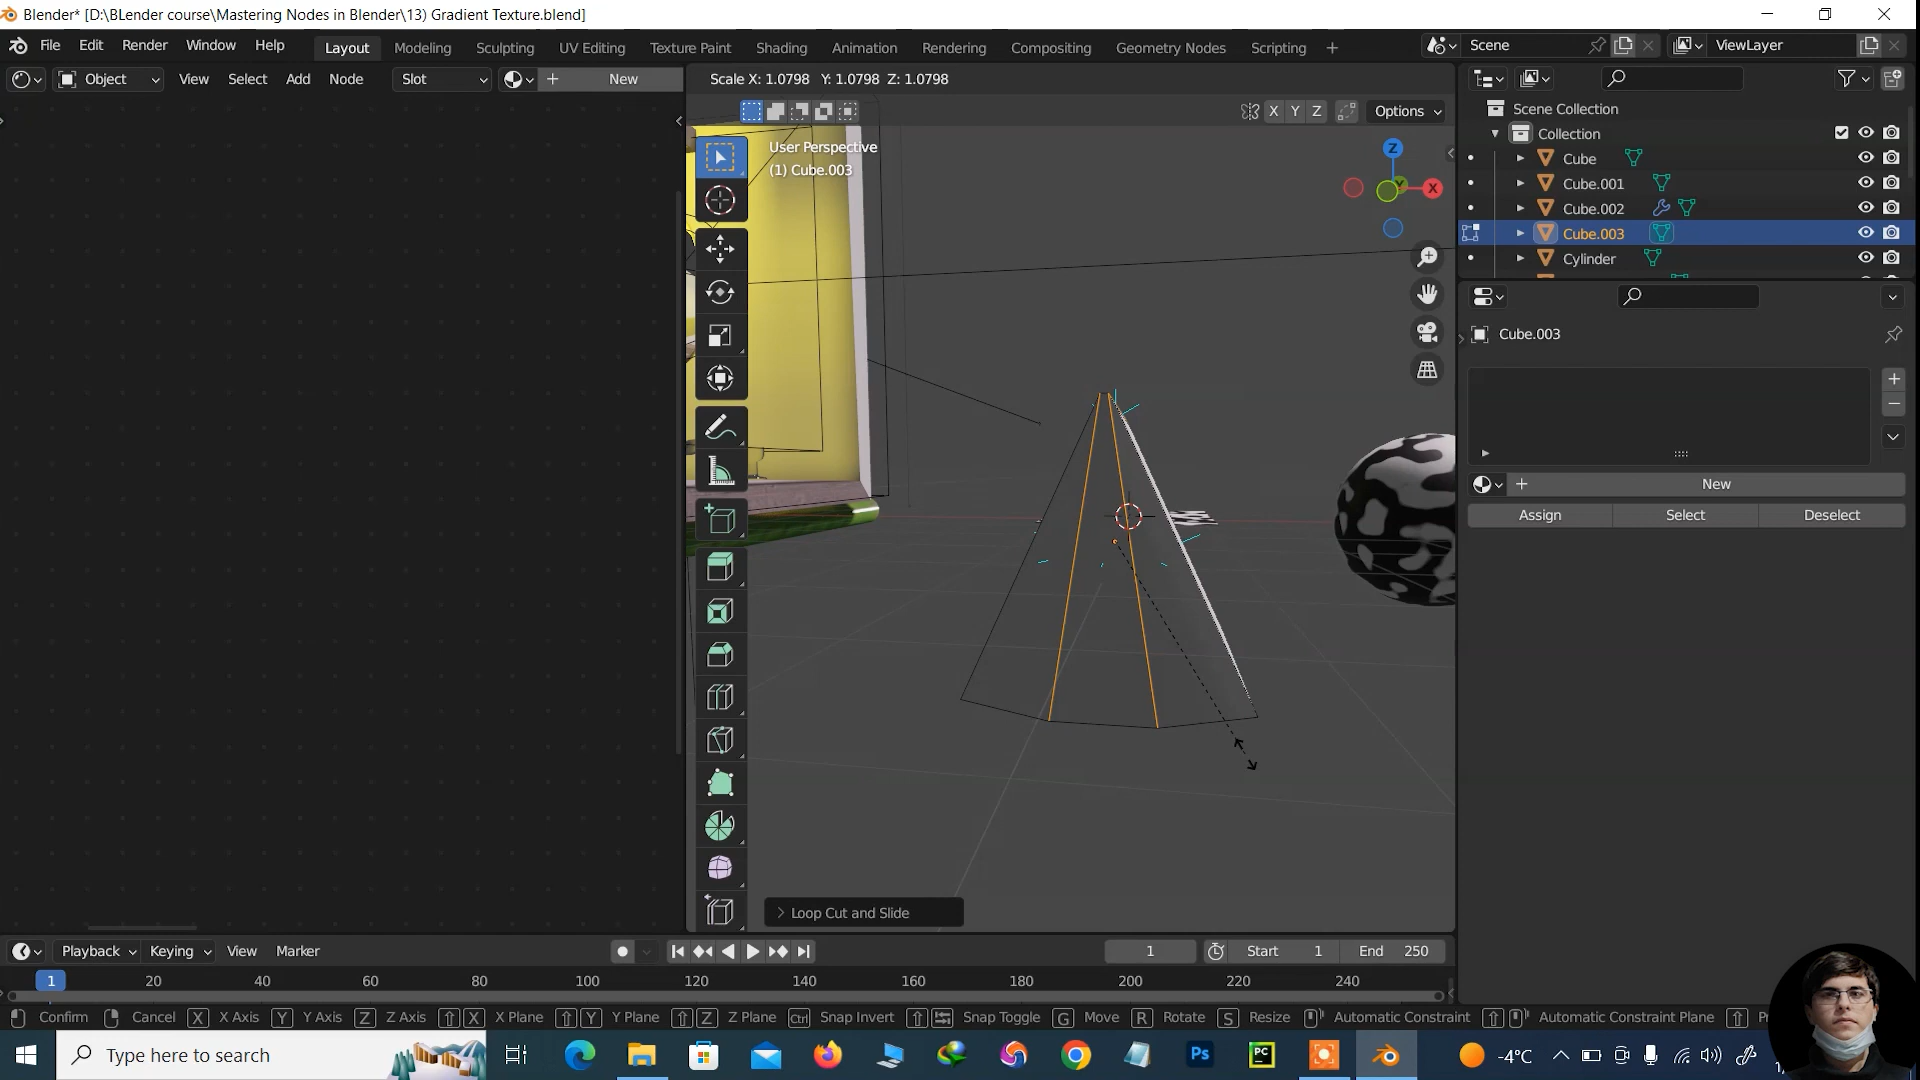 Blender* [D:\BLender course\Mastering Nodes in Blender\13) Gradient Texture.blend]
File Edit Render Window Help Layout Modeling Sculpting UV Editing Texture Paint Shading Animation Rendering Compositing Geometry Nodes Scripting + Scene ViewLayer
Object View Select Add Node Slot New Scale X: 1.0798 Y: 1.0798 Z: 1.0798
X Y Z Options
User Perspective
(1) Cube.003
Z
X
Scene Collection
Collection
Cube
Cube.001
Cube.002
Cube.003
Cylinder
Cube.003
New
Assign Select Deselect
Loop Cut and Slide
Playback Keying View Marker 1 Start 1 End 250
1 20 40 60 80 100 120 140 160 180 200 220 240
Confirm Cancel X X Axis Y Y Axis Z Z Axis X X Plane Y Y Plane Z Z Plane Ctrl Snap Invert Snap Toggle G Move R Rotate S Resize Automatic Constraint Automatic Constraint Plane
Type here to search Ps PC -4°C